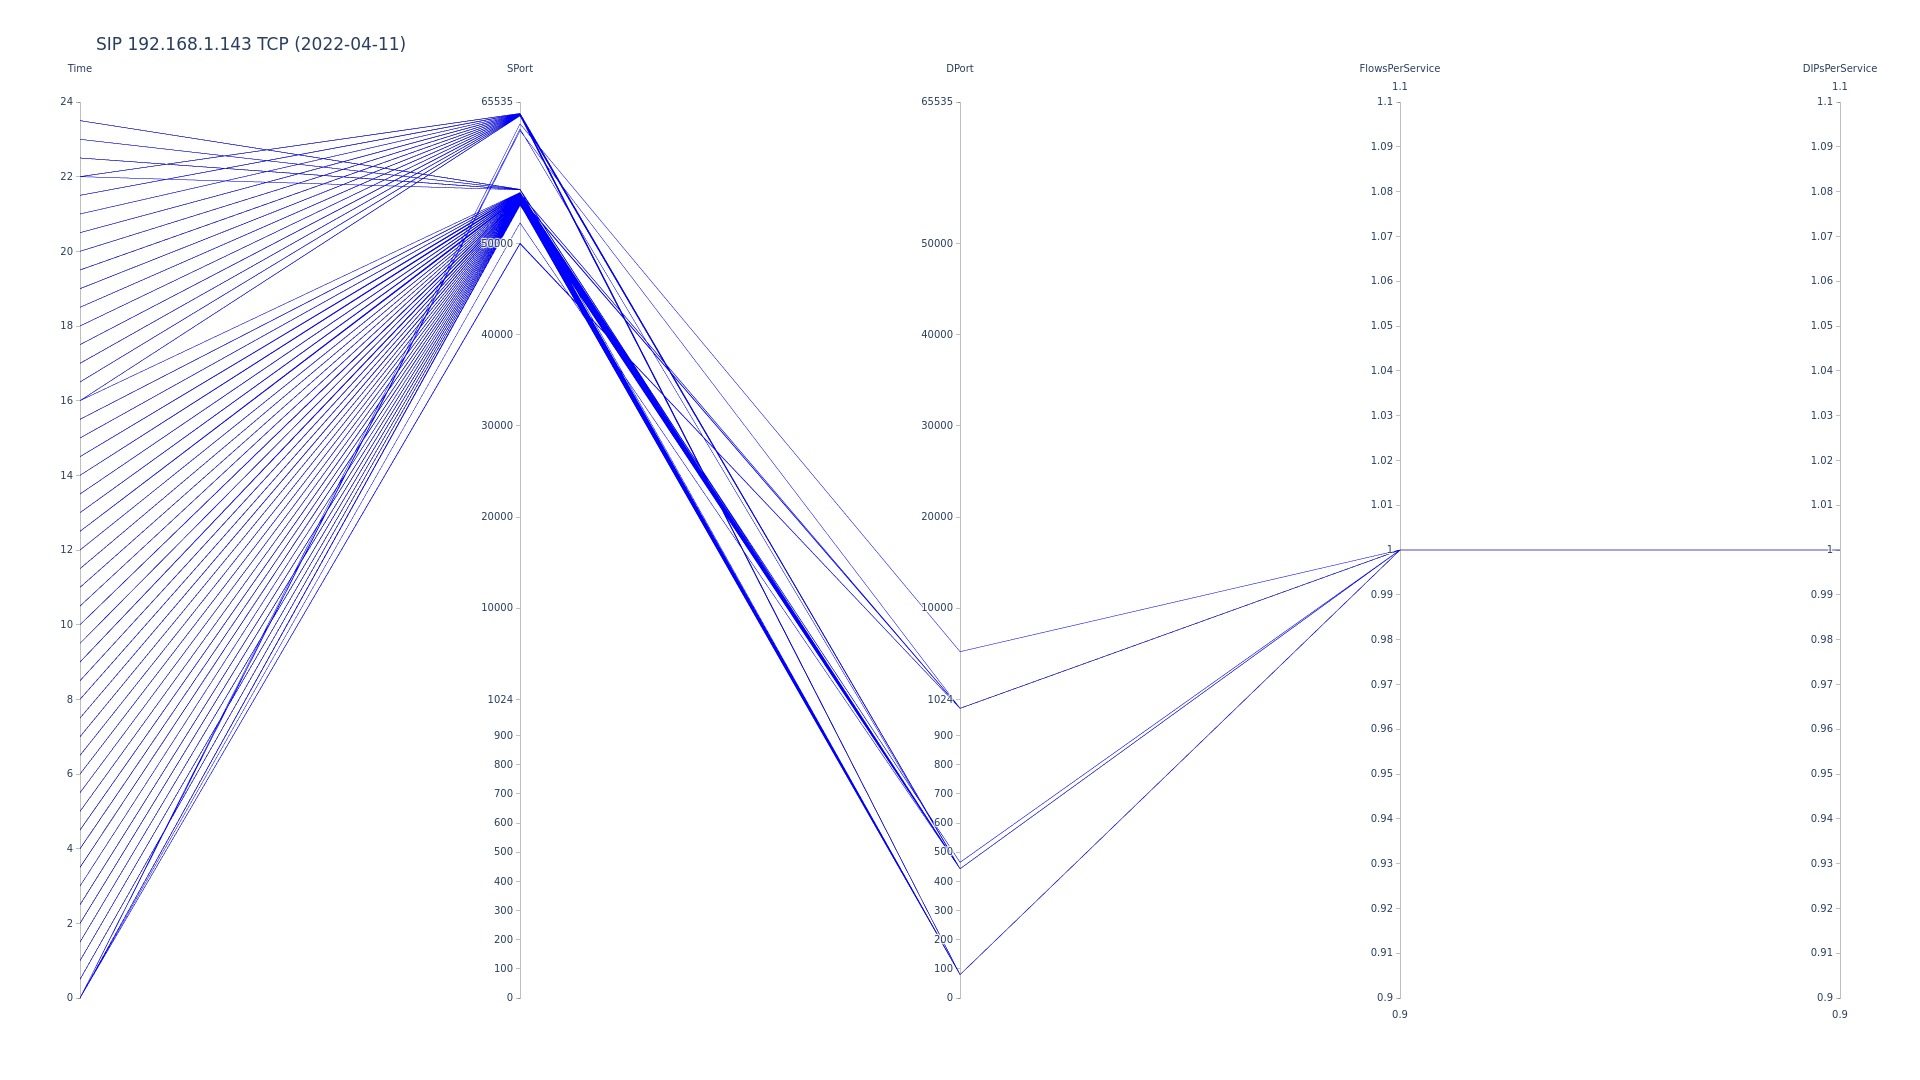 SIP 192.168.1.143 TCP (2022-04-11)
Time SPort DPort FlowsPerService DIPsPerService
1.1 1.1
24 65535 65535 1.1 1.1
1.09 1.09
22 1.08 1.08
20 50000 50000 1.07 1.07
1.06 1.06
18 40000 40000 1.05 1.05
1.04 1.04
16 30000 30000 1.03 1.03
1.02 1.02
14 20000 20000 1.01 1.01
12 1 1
10 10000 10000 0.99 0.99
0.98 0.98
8 1024 1024 0.97 0.97
900 900 0.96 0.96
6 800 800 0.95 0.95
700 700
4 600 600 0.94 0.94
500 500 0.93 0.93
400 400
2 300 300 0.92 0.92
200 200 0.91 0.91
100 100
0 0 0 0.9 0.9
0.9 0.9